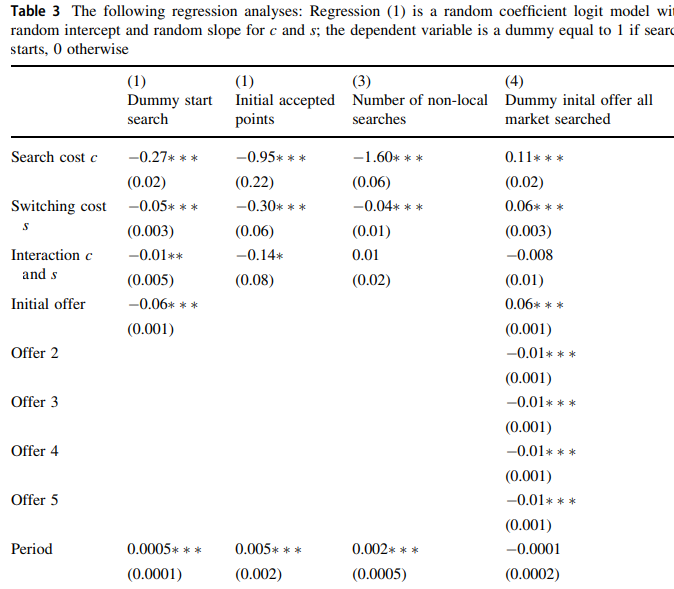 Table 3 The following regression analyses: Regression (1) is a random coefficient logit model
random intercept and random slope for c and s; the dependent variable is a dummy equal to 1 if
starts, 0 otherwise
(1) (1) (3) (4)
Dummy start Initial accepted Number of non-local Dummy inital offer all
search points searches market searched
Search cost c −0.27∗∗∗ −0.95∗∗∗ −1.60∗∗∗ 0.11∗∗∗
(0.02) (0.22) (0.06) (0.02)
Switching cost −0.05∗∗∗ −0.30∗∗∗ −0.04∗∗∗ 0.06∗∗∗
s (0.003) (0.06) (0.01) (0.003)
Interaction c −0.01∗∗ −0.14∗ 0.01 −0.008
and s (0.005) (0.08) (0.02) (0.01)
Initial offer −0.06∗∗∗ 0.06∗∗∗
(0.001) (0.001)
Offer 2 −0.01∗∗∗
(0.001)
Offer 3 −0.01∗∗∗
(0.001)
Offer 4 −0.01∗∗∗
(0.001)
Offer 5 −0.01∗∗∗
(0.001)
Period 0.0005∗∗∗ 0.005∗∗∗ 0.002∗∗∗ −0.0001
(0.0001) (0.002) (0.0005) (0.0002)